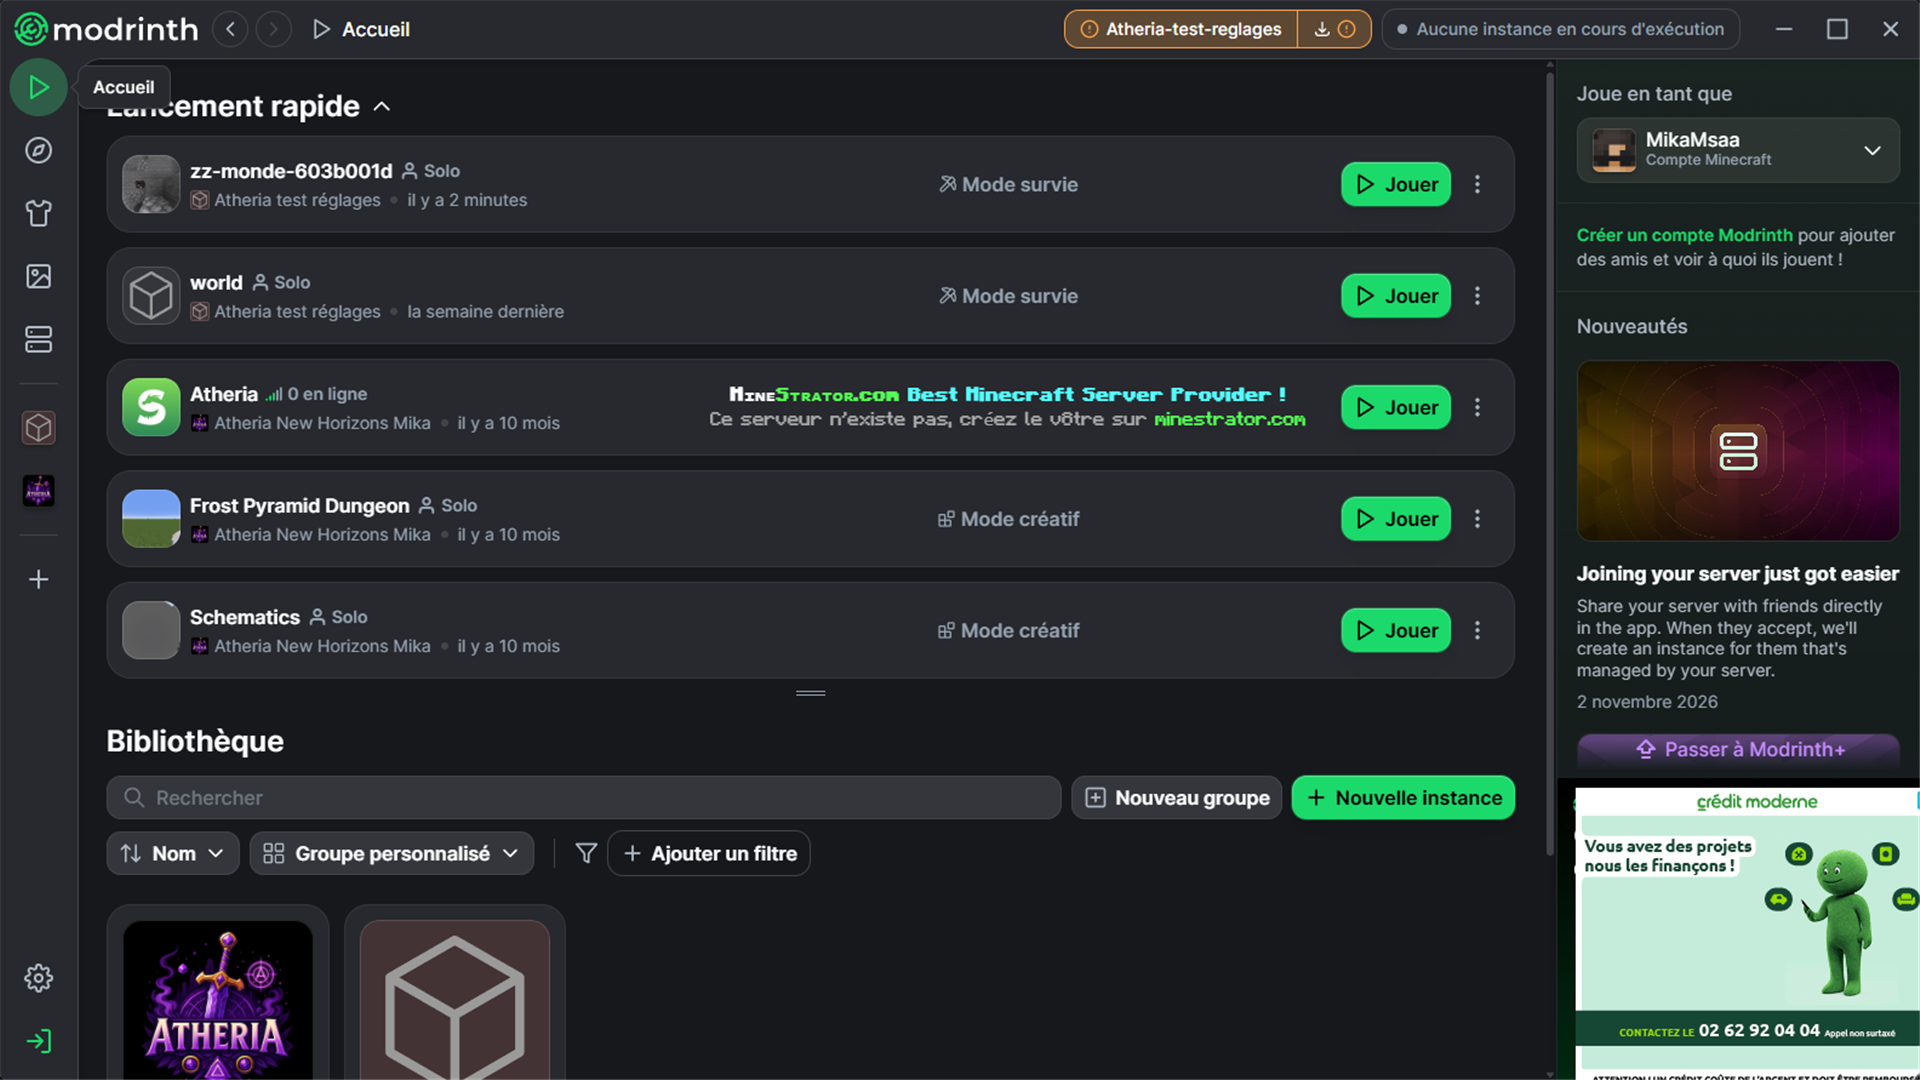 modrinth
Accueil
Atheria-test-reglages
Aucune instance en cours d'exécution
Accueil
Lancement rapide
zz-monde-603b001d Solo
Atheria test réglages • il y a 2 minutes
Mode survie
Jouer
world Solo
Atheria test réglages • la semaine dernière
Mode survie
Jouer
Atheria 0 en ligne
Atheria New Horizons Mika • il y a 10 mois
MineStrator.com Best Minecraft Server Provider !
Ce serveur n'existe pas, créez le vôtre sur minestrator.com
Jouer
Frost Pyramid Dungeon Solo
Atheria New Horizons Mika • il y a 10 mois
Mode créatif
Jouer
Schematics Solo
Atheria New Horizons Mika • il y a 10 mois
Mode créatif
Jouer
Bibliothèque
Rechercher
Nouveau groupe
Nouvelle instance
Nom
Groupe personnalisé
Ajouter un filtre
ATHERIA
Joue en tant que
MikaMsaa
Compte Minecraft
Créer un compte Modrinth pour ajouter
des amis et voir à quoi ils jouent !
Nouveautés
Joining your server just got easier
Share your server with friends directly
in the app. When they accept, we'll
create an instance for them that's
managed by your server.
2 novembre 2026
Passer à Modrinth+
crédit moderne
Vous avez des projets
nous les finançons !
CONTACTEZ LE 02 62 92 04 04 Appel non surtaxé